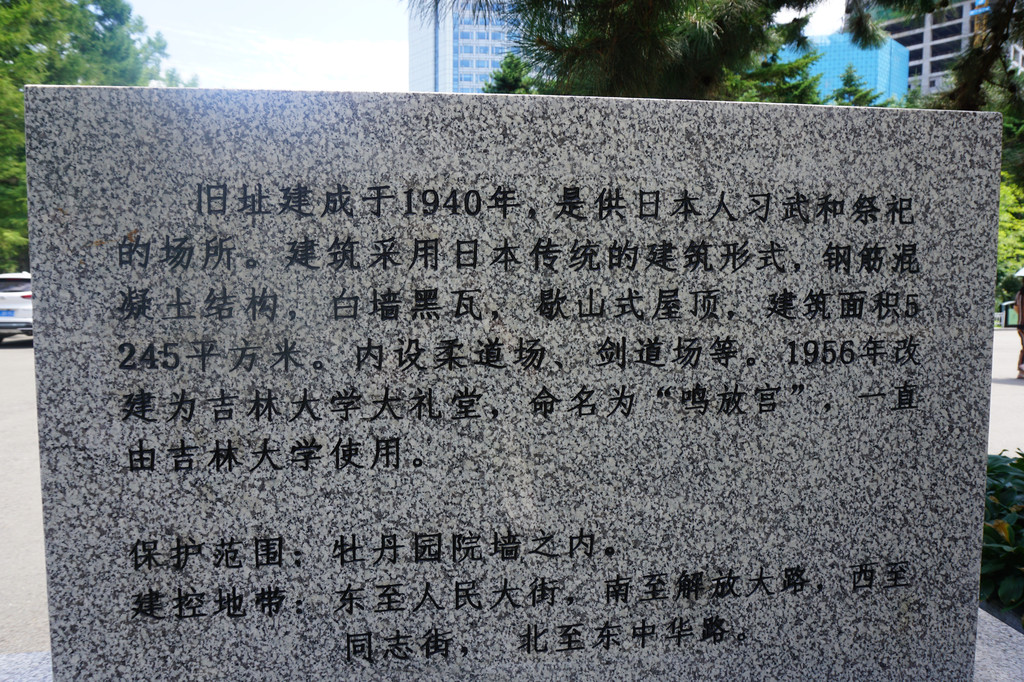 旧址建成于1940年，是供日本人习武和祭祀
的场所。建筑采用日本传统的建筑形式，钢筋混
凝土结构，白墙黑瓦，歇山式屋顶，建筑面积5
245平方米。内设柔道场、剑道场等。1956年改
建为吉林大学大礼堂，命名为“鸣放宫”，一直
由吉林大学使用。
保护范围：牡丹园院墙之内。
建控地带：东至人民大街，南至解放大路，西至
同志街，北至东中华路。